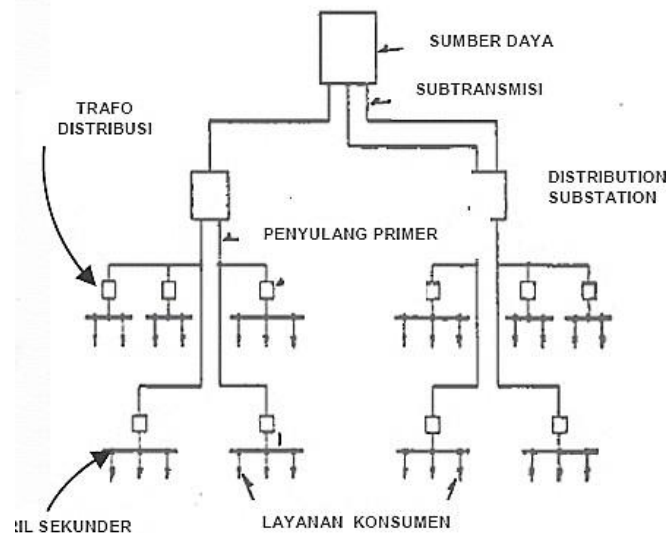 SUMBER DAYA
SUBTRANSMISI
TRAFO
DISTRIBUSI
DISTRIBUTION
SUBSTATION
PENYULANG PRIMER
RIL SEKUNDER
LAYANAN KONSUMEN